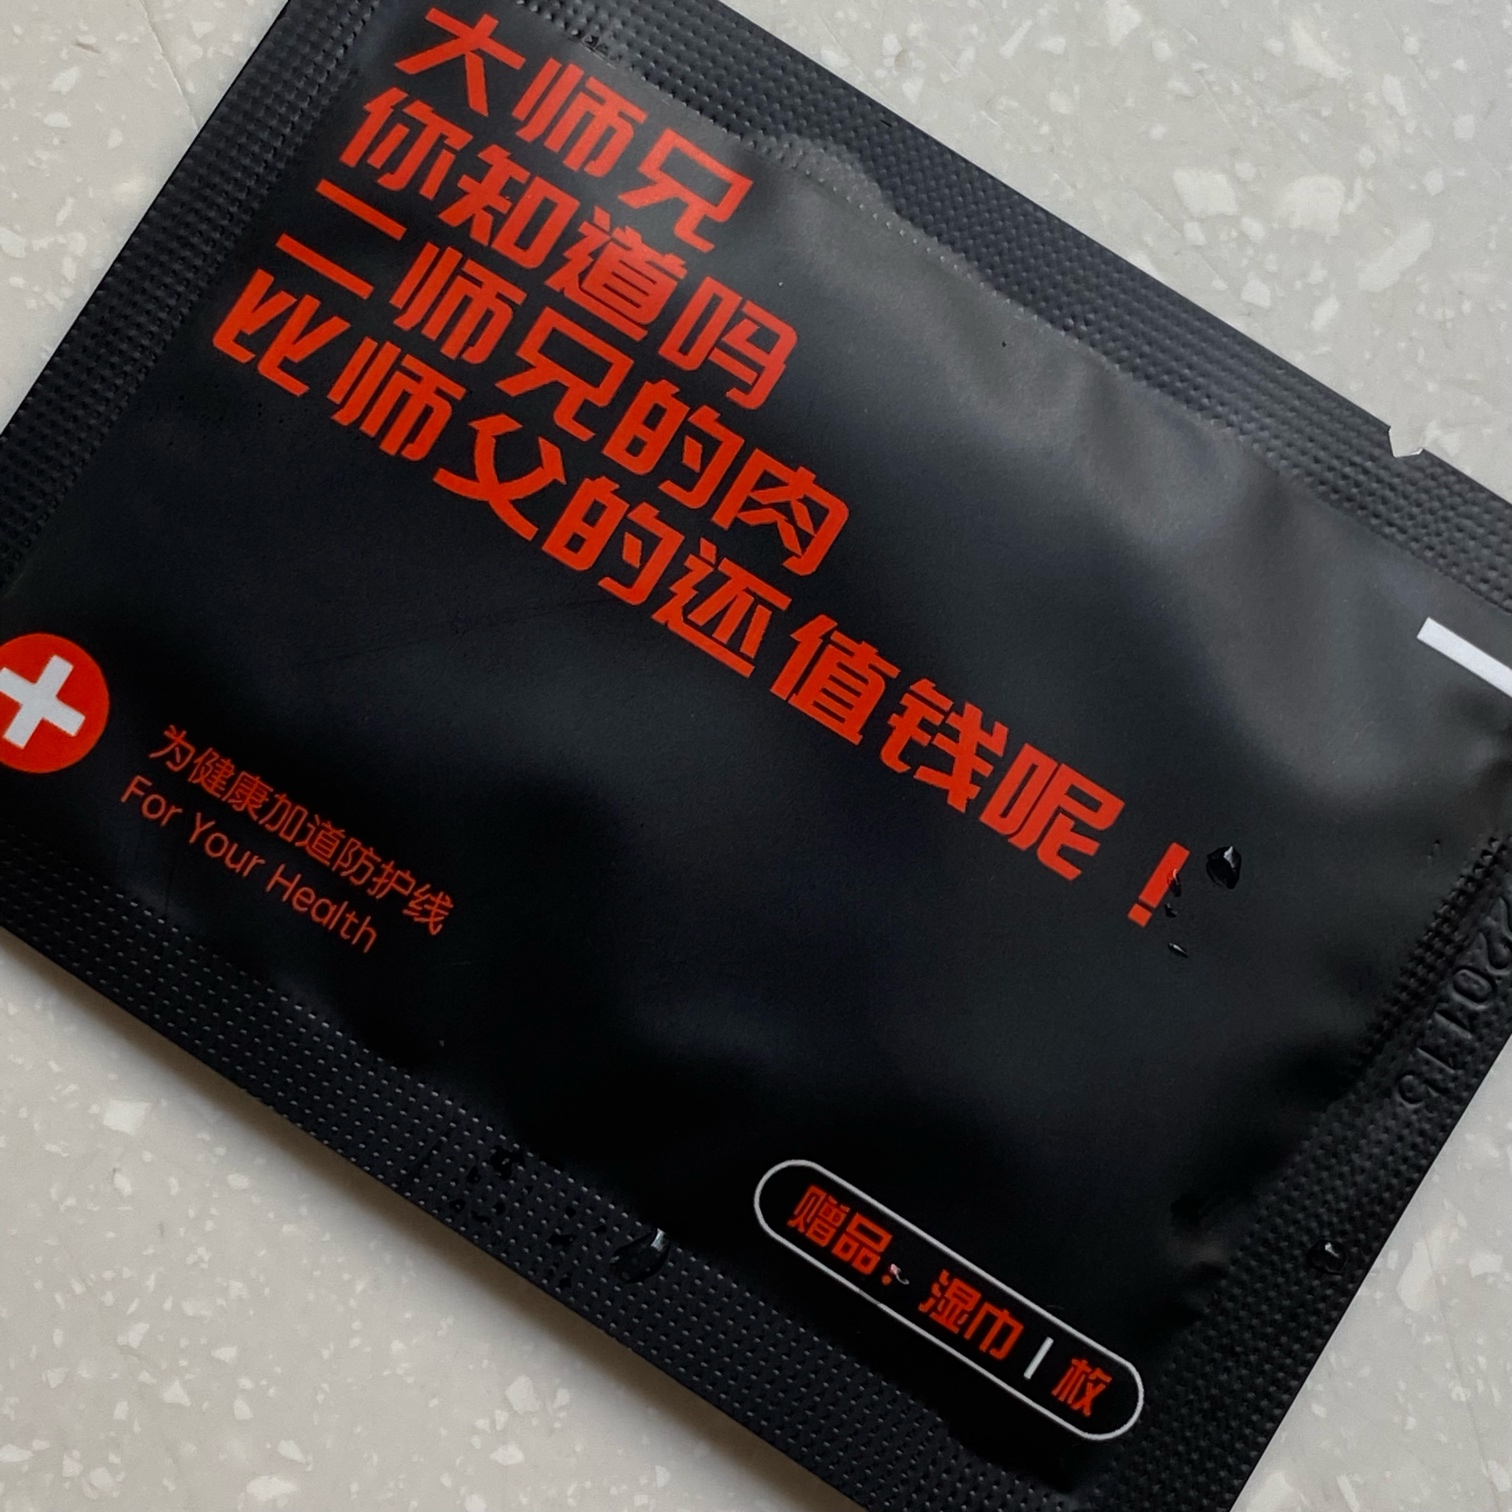 大师兄
你知道吗
二师兄的肉
比师父的还值钱呢！
为健康加道防护线
For Your Health
赠品：湿巾1枚